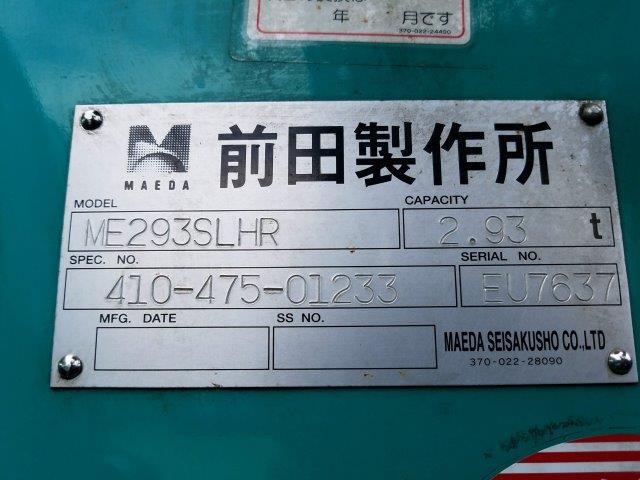 年 月です
370-022-24400
MAEDA 前田製作所
MODEL CAPACITY
ME293SLHR 2.93 t
SPEC. NO. SERIAL NO.
410-475-01233 EU7637
MFG. DATE SS NO.
MAEDA SEISAKUSHO CO.,LTD
370-022-28090